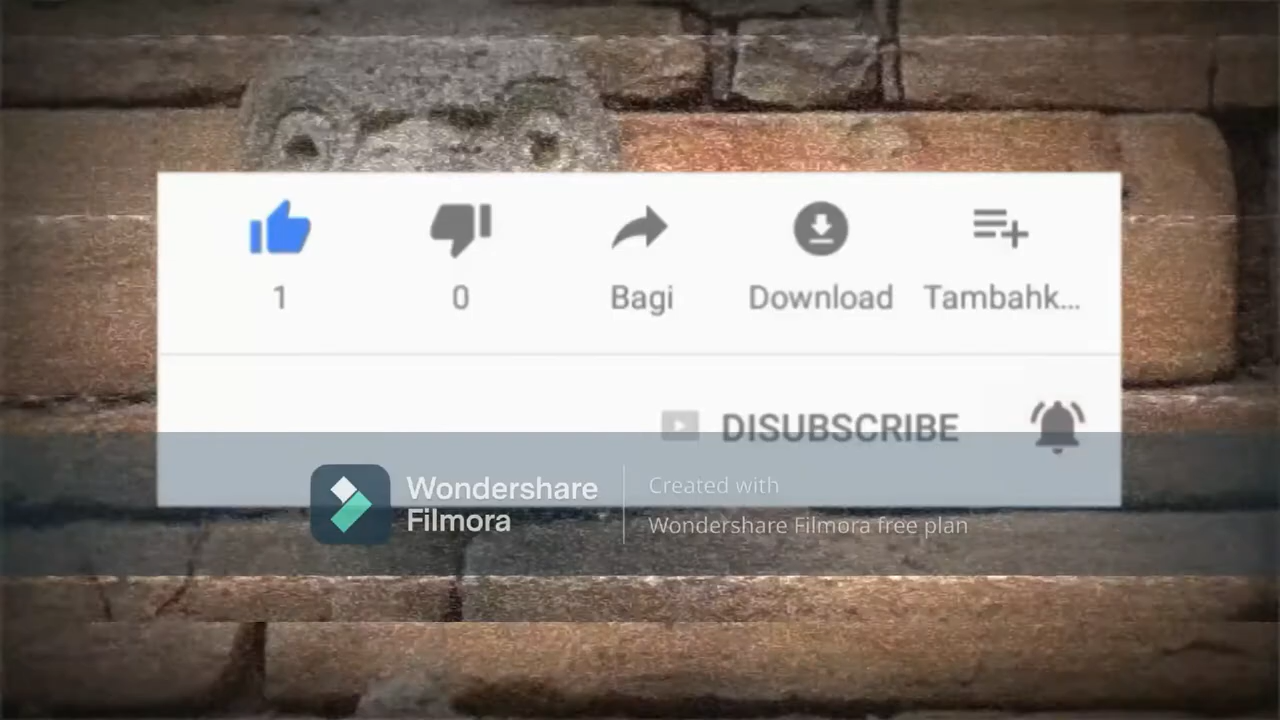 1
0
Bagi
Download
Tambahk...
DISUBSCRIBE
Wondershare
Filmora
Created with
Wondershare Filmora free plan